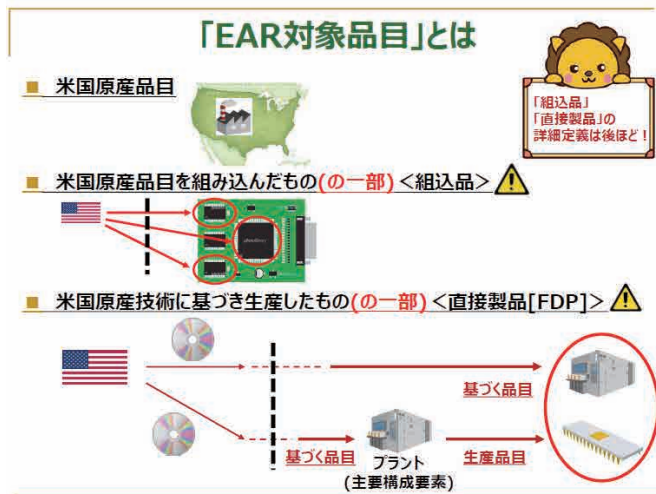 「EAR対象品目」とは
■ 米国原産品目
「組込品」
「直接製品」の
詳細定義は後ほど！
■ 米国原産品目を組み込んだもの(の一部)＜組込品＞
■ 米国原産技術に基づき生産したもの(の一部)＜直接製品[FDP]＞
基づく品目
基づく品目
プラント
(主要構成要素)
生産品目